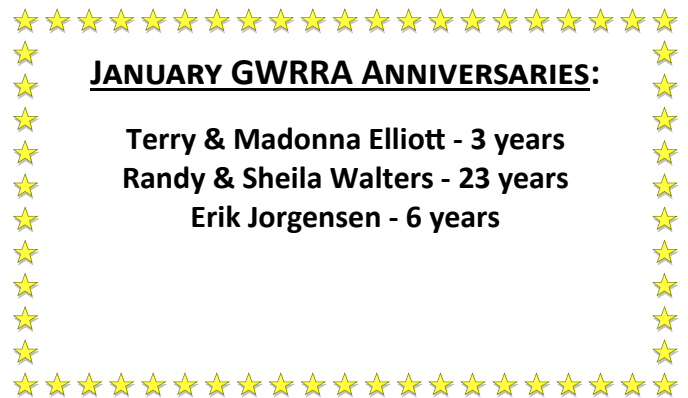 January GWRRA Anniversaries:
Terry & Madonna Elliott - 3 years
Randy & Sheila Walters - 23 years
Erik Jorgensen - 6 years